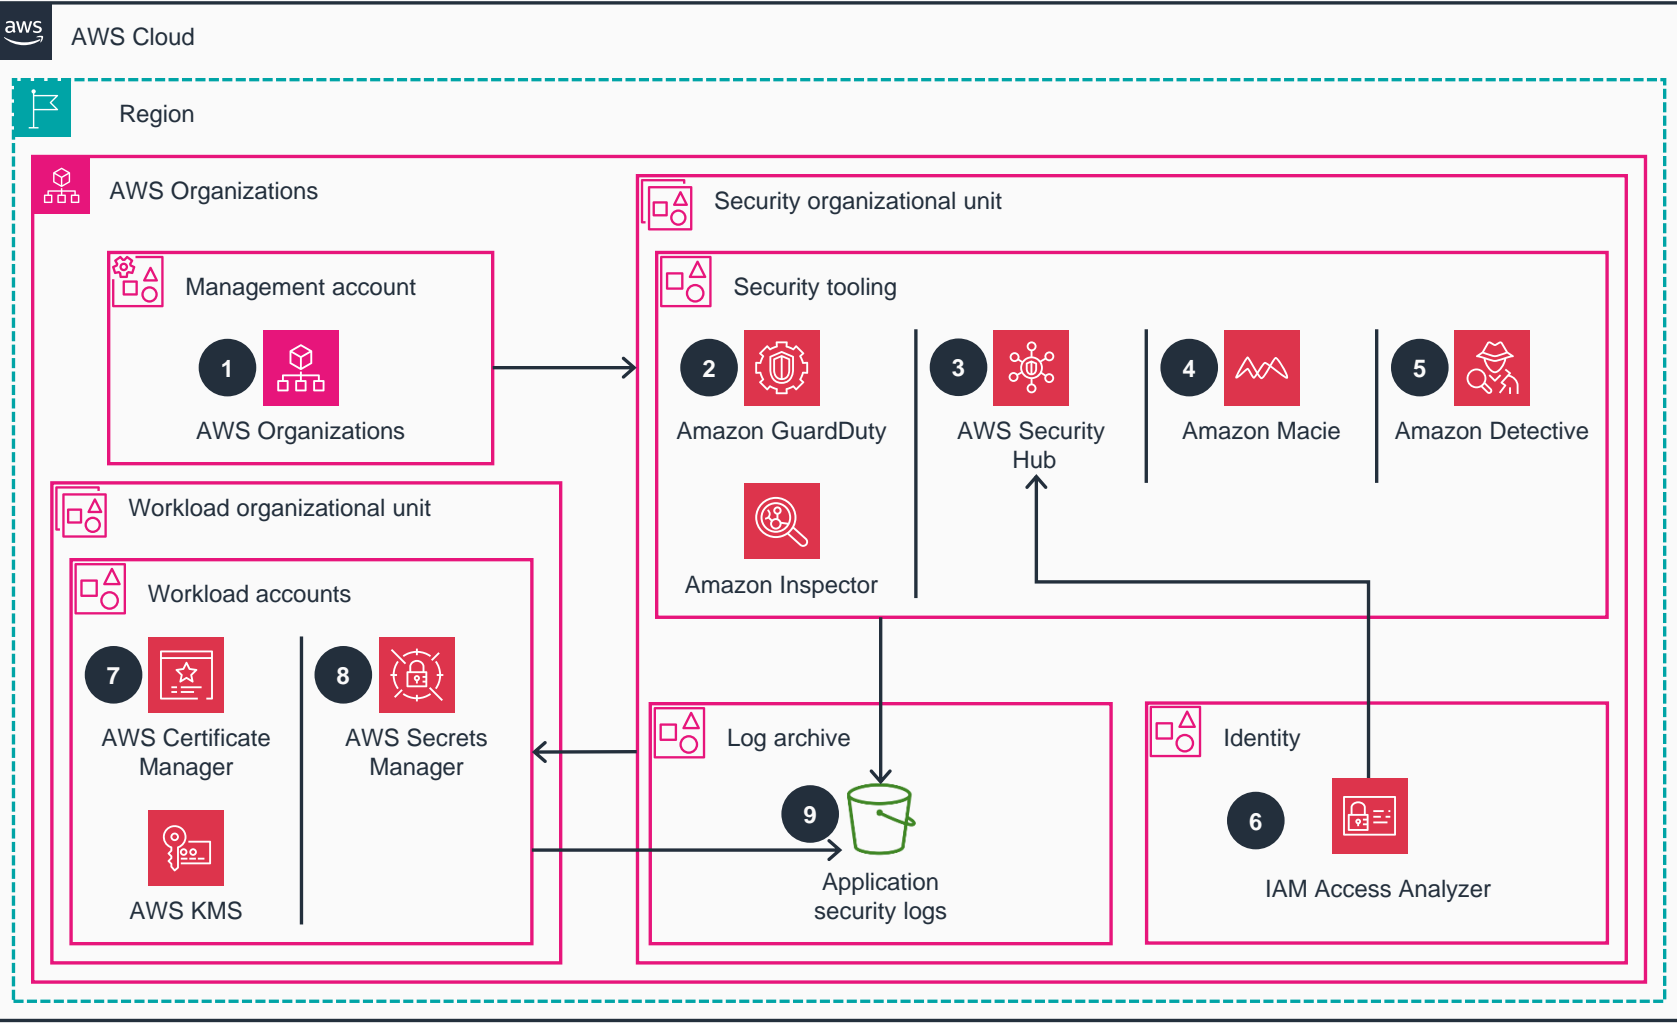 aws
AWS Cloud
Region
AWS Organizations
Security organizational unit
Management account
Security tooling
1
2
3
4
5
AWS Organizations
Amazon GuardDuty
AWS Security
Hub
Amazon Macie
Amazon Detective
Workload organizational unit
Amazon Inspector
Workload accounts
7
8
AWS Certificate
Manager
AWS Secrets
Manager
Log archive
Identity
9
6
AWS KMS
Application
security logs
IAM Access Analyzer